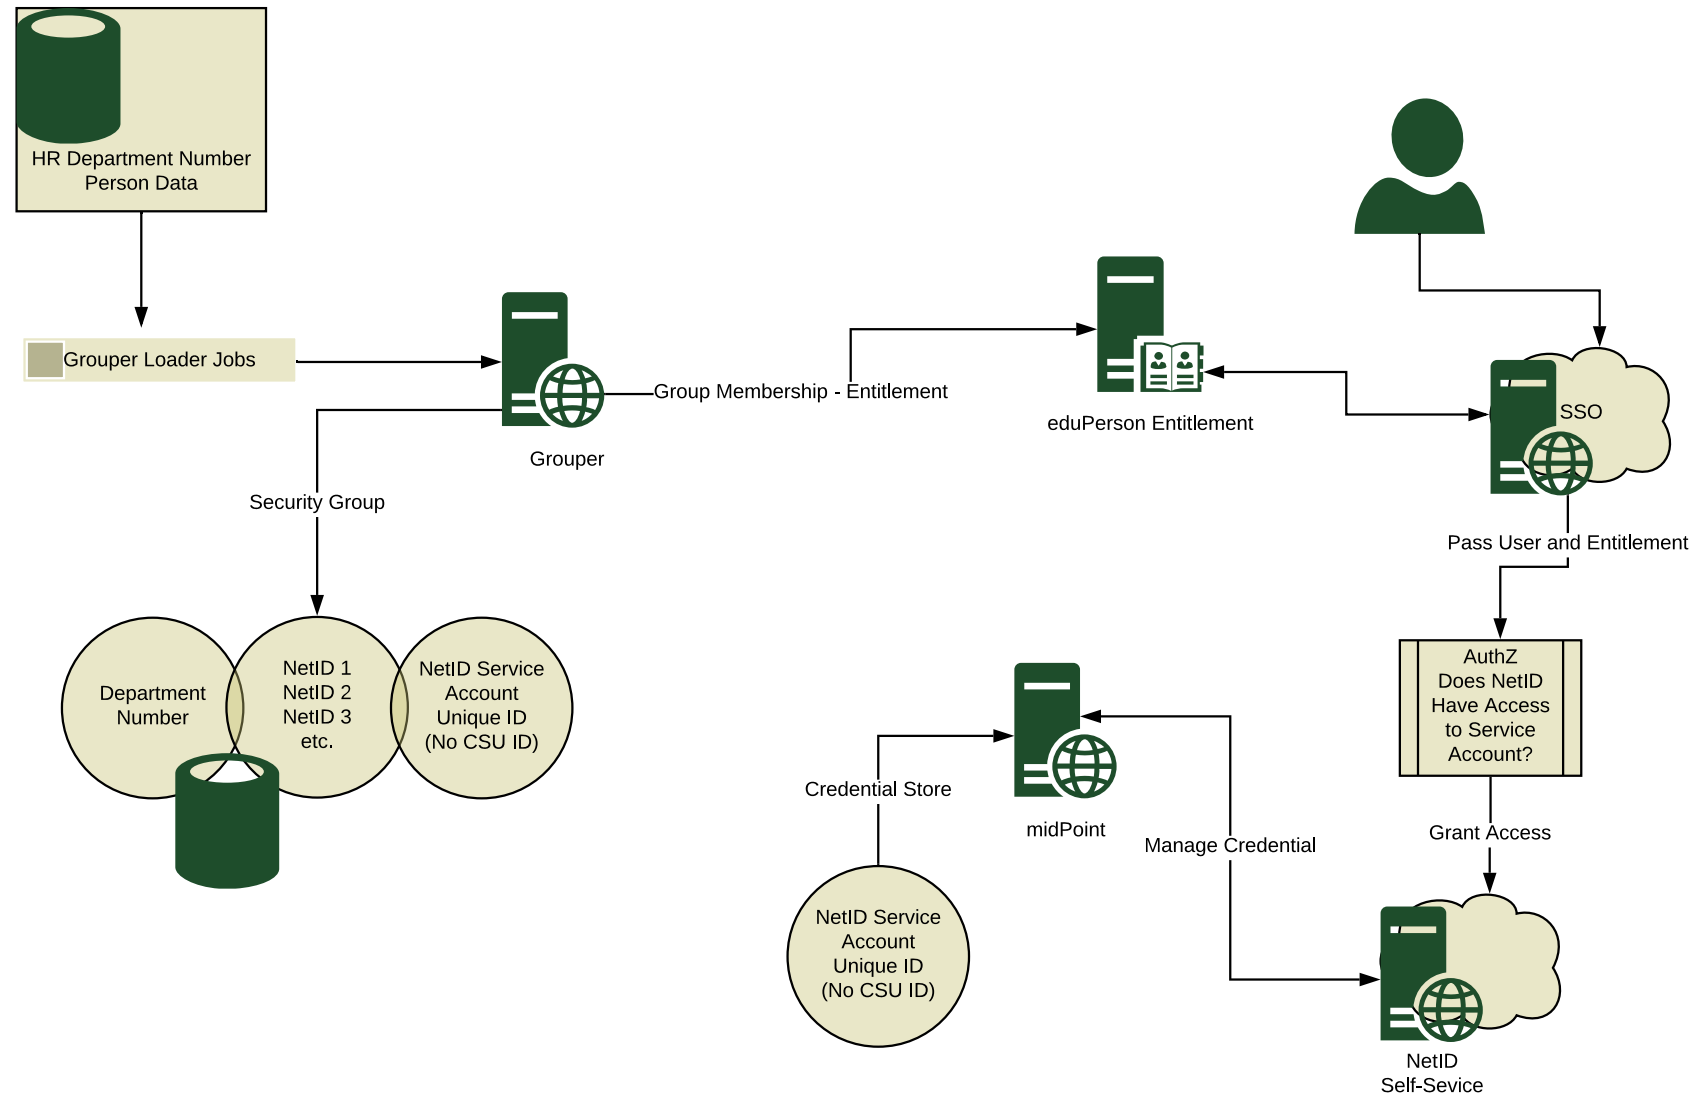 HR Department Number
Person Data
Grouper Loader Jobs
Grouper
Group Membership - Entitlement
eduPerson Entitlement
SSO
Security Group
Pass User and Entitlement
Department
Number
NetID 1
NetID 2
NetID 3
etc.
NetID Service
Account
Unique ID
(No CSU ID)
AuthZ
Does NetID
Have Access
to Service
Account?
Credential Store
midPoint
Manage Credential
Grant Access
NetID Service
Account
Unique ID
(No CSU ID)
NetID
Self-Sevice